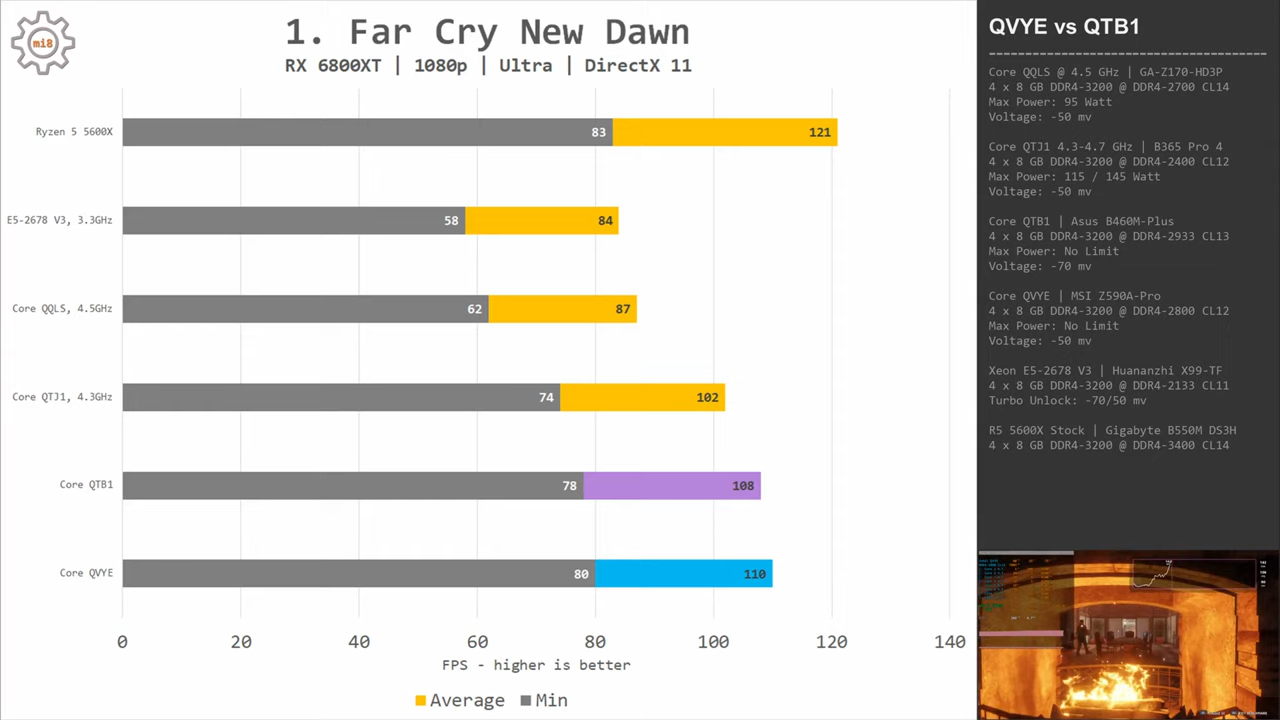 mi8
1. Far Cry New Dawn
RX 6800XT | 1080p | Ultra | DirectX 11
Ryzen 5 5600X
83
121
E5-2678 V3, 3.3GHz
58
84
Core QQLS, 4.5GHz
62
87
Core QTJ1, 4.3GHz
74
102
Core QTB1
78
108
Core QVYE
80
110
0
20
40
60
80
100
120
140
FPS - higher is better
Average
Min
QVYE vs QTB1
--------------------------------------
Core QQLS @ 4.5 GHz | GA-Z170-HD3P
4 x 8 GB DDR4-3200 @ DDR4-2700 CL14
Max Power: 95 Watt
Voltage: -50 mv
Core QTJ1 4.3-4.7 GHz | B365 Pro 4
4 x 8 GB DDR4-3200 @ DDR4-2400 CL12
Max Power: 115 / 145 Watt
Voltage: -50 mv
Core QTB1 | Asus B460M-Plus
4 x 8 GB DDR4-3200 @ DDR4-2933 CL13
Max Power: No Limit
Voltage: -70 mv
Core QVYE | MSI Z590A-Pro
4 x 8 GB DDR4-3200 @ DDR4-2800 CL12
Max Power: No Limit
Voltage: -50 mv
Xeon E5-2678 V3 | Huananzhi X99-TF
4 x 8 GB DDR4-3200 @ DDR4-2133 CL11
Turbo Unlock: -70/50 mv
R5 5600X Stock | Gigabyte B550M DS3H
4 x 8 GB DDR4-3200 @ DDR4-3400 CL14